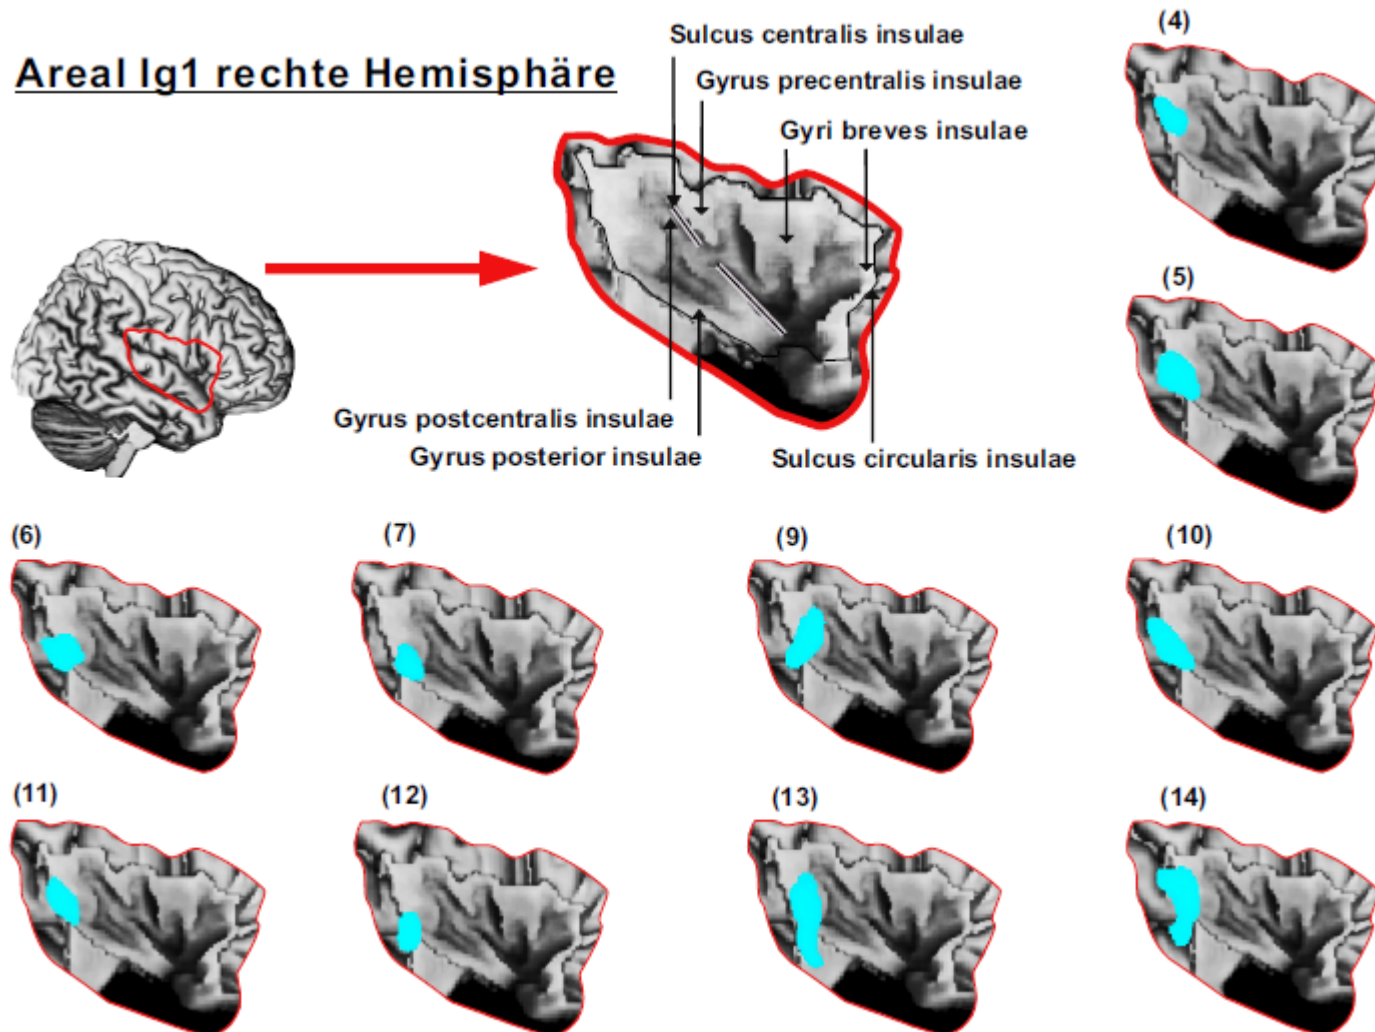 Areal Ig1 rechte Hemisphäre
Sulcus centralis insulae
Gyrus precentralis insulae
Gyri breves insulae
Gyrus postcentralis insulae
Gyrus posterior insulae
Sulcus circularis insulae
(4)
(5)
(6)
(7)
(9)
(10)
(11)
(12)
(13)
(14)